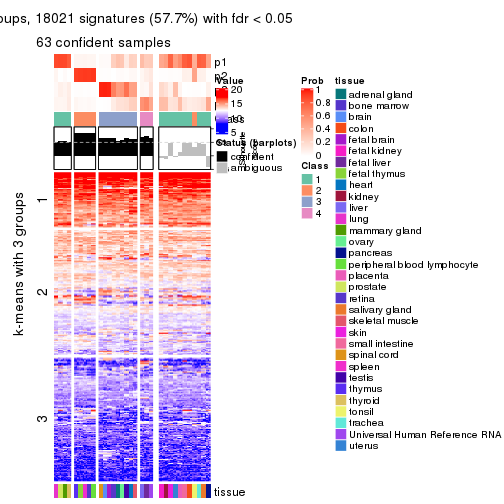 oups, 18021 signatures (57.7%) with fdr < 0.05
63 confident samples
p1
p2
Value
20
15
10
5
Status (barplots)
confident
ambiguous
Prob
1
0.8
0.6
0.4
0.2
0
Class
1
2
3
4
tissue
adrenal gland
bone marrow
brain
colon
fetal brain
fetal kidney
fetal liver
fetal thymus
heart
kidney
liver
lung
mammary gland
ovary
pancreas
peripheral blood lymphocyte
placenta
prostate
retina
salivary gland
skeletal muscle
skin
small intestine
spinal cord
spleen
testis
thymus
thyroid
tonsil
trachea
Universal Human Reference RNA
uterus
k-means with 3 groups
1
2
3
tissue